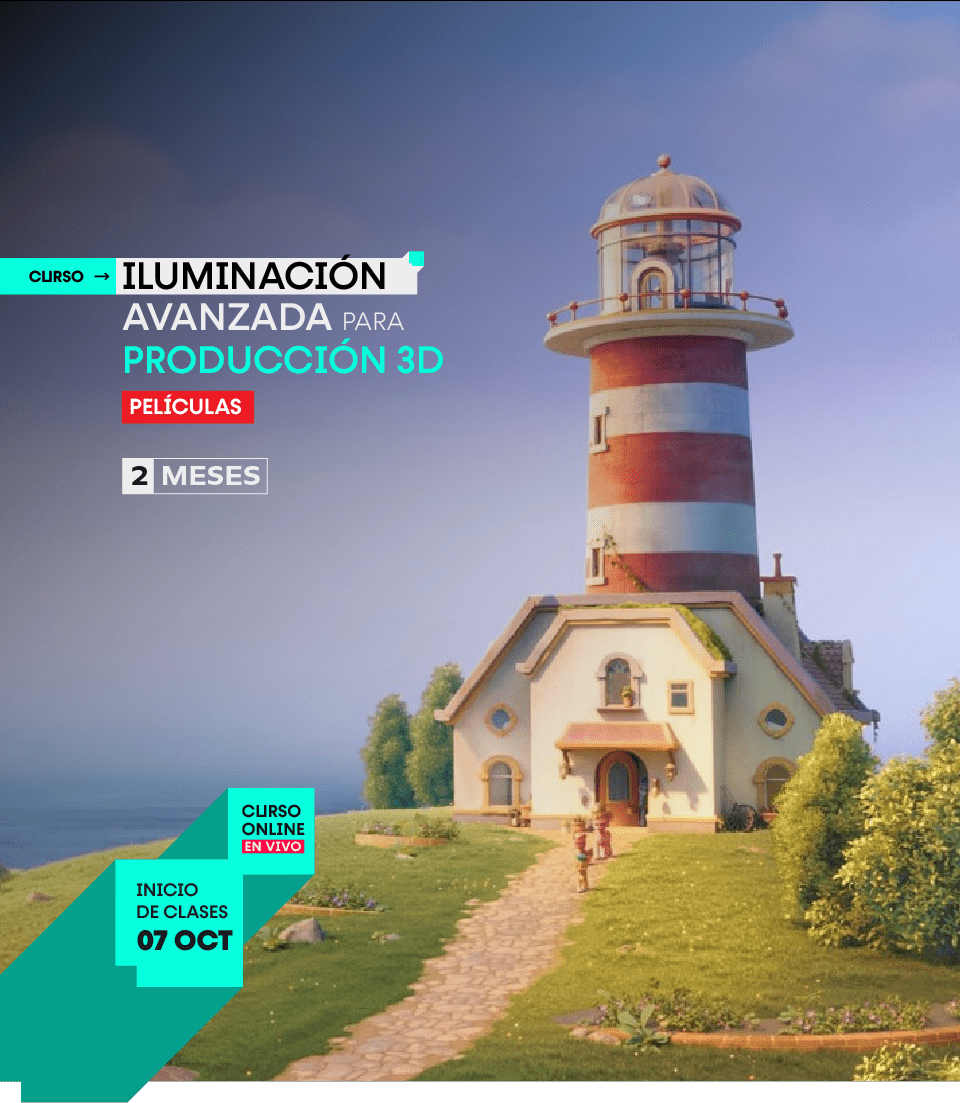 CURSO → ILUMINACIÓN
AVANZADA PARA
PRODUCCIÓN 3D
PELÍCULAS
2 MESES
CURSO
ONLINE
EN VIVO
INICIO
DE CLASES
07 OCT